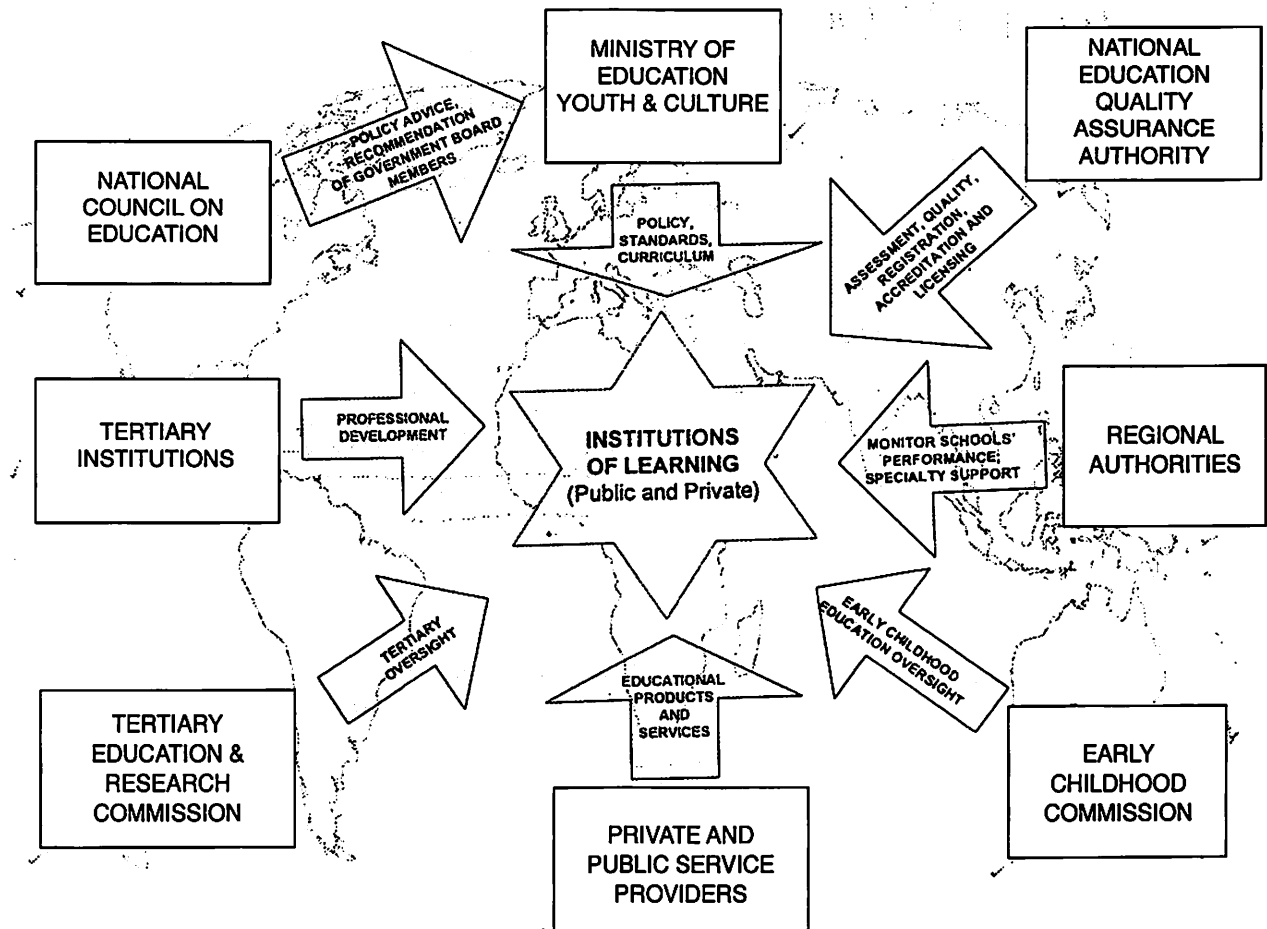 MINISTRY OF
EDUCATION
YOUTH & CULTURE
NATIONAL
EDUCATION
QUALITY
ASSURANCE
AUTHORITY
POLICY ADVICE,
RECOMMENDATION
OF GOVERNMENT BOARD
MEMBERS
NATIONAL
COUNCIL ON
EDUCATION
POLICY,
STANDARDS,
CURRICULUM
ASSESSMENT, QUALITY,
REGISTRATION,
ACCREDITATION AND
LICENSING
TERTIARY
INSTITUTIONS
PROFESSIONAL
DEVELOPMENT
INSTITUTIONS
OF LEARNING
(Public and Private)
MONITOR SCHOOLS'
PERFORMANCE;
SPECIALTY SUPPORT
REGIONAL
AUTHORITIES
TERTIARY
OVERSIGHT
EARLY CHILDHOOD
EDUCATION OVERSIGHT
EDUCATIONAL
PRODUCTS
AND
SERVICES
TERTIARY
EDUCATION &
RESEARCH
COMMISSION
EARLY
CHILDHOOD
COMMISSION
PRIVATE AND
PUBLIC SERVICE
PROVIDERS